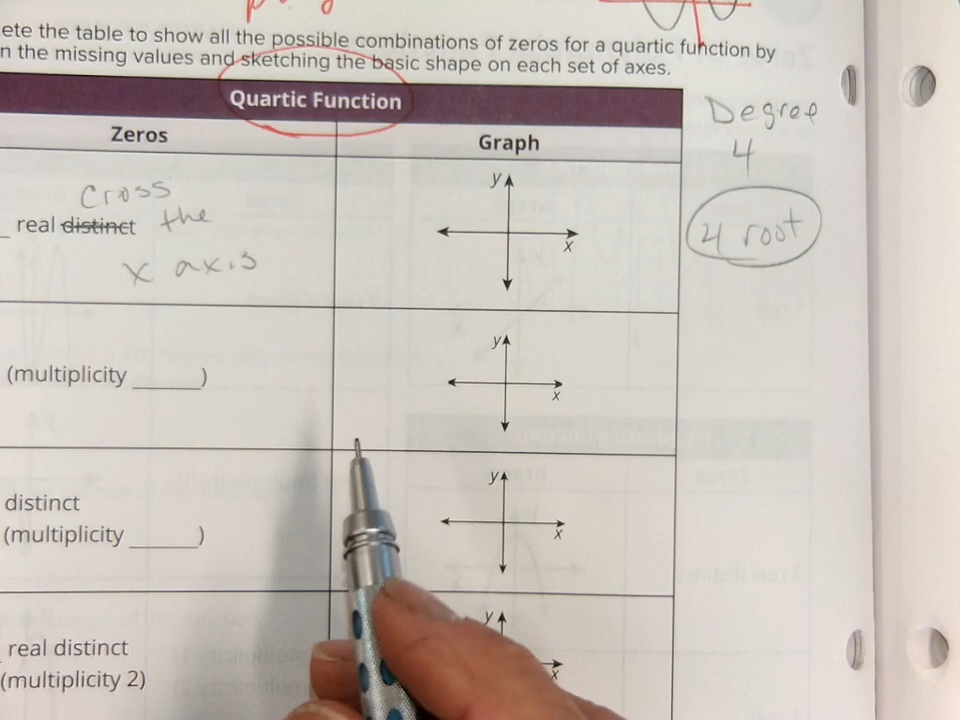 ete the table to show all the possible combinations of zeros for a quartic function by
n the missing values and sketching the basic shape on each set of axes.
Quartic Function
Zeros
Graph
Degree
4
4 root
cross
_ real distinct the
x axis
y
x
(multiplicity _____)
y
x
distinct
(multiplicity _____)
y
x
real distinct
(multiplicity 2)
y
x